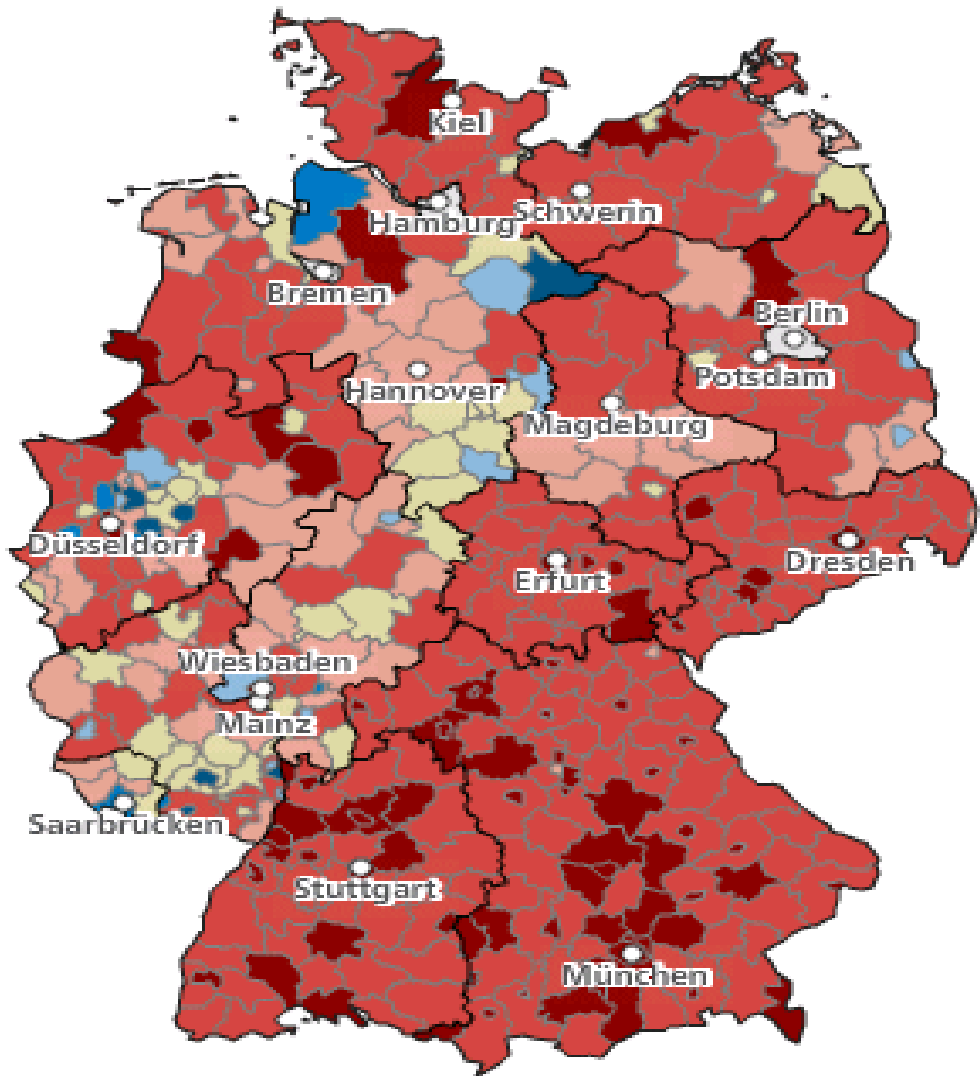 Kiel
Hamburg
Schwerin
Bremen
Berlin
Potsdam
Hannover
Magdeburg
Düsseldorf
Dresden
Erfurt
Wiesbaden
Mainz
Saarbrücken
Stuttgart
München